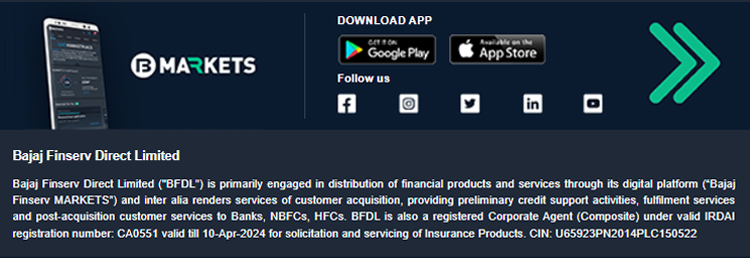 MARKETS
DOWNLOAD APP
GET IT ON
Google Play
Available on the
App Store
Follow us
Bajaj Finserv Direct Limited
Bajaj Finserv Direct Limited ("BFDL") is primarily engaged in distribution of financial products and services through its digital platform ("Bajaj
Finserv MARKETS") and inter alia renders services of customer acquisition, providing preliminary credit support activities, fulfilment services
and post-acquisition customer services to Banks, NBFCs, HFCs. BFDL is also a registered Corporate Agent (Composite) under valid IRDAI
registration number: CA0551 valid till 10-Apr-2024 for solicitation and servicing of Insurance Products. CIN: U65923PN2014PLC150522